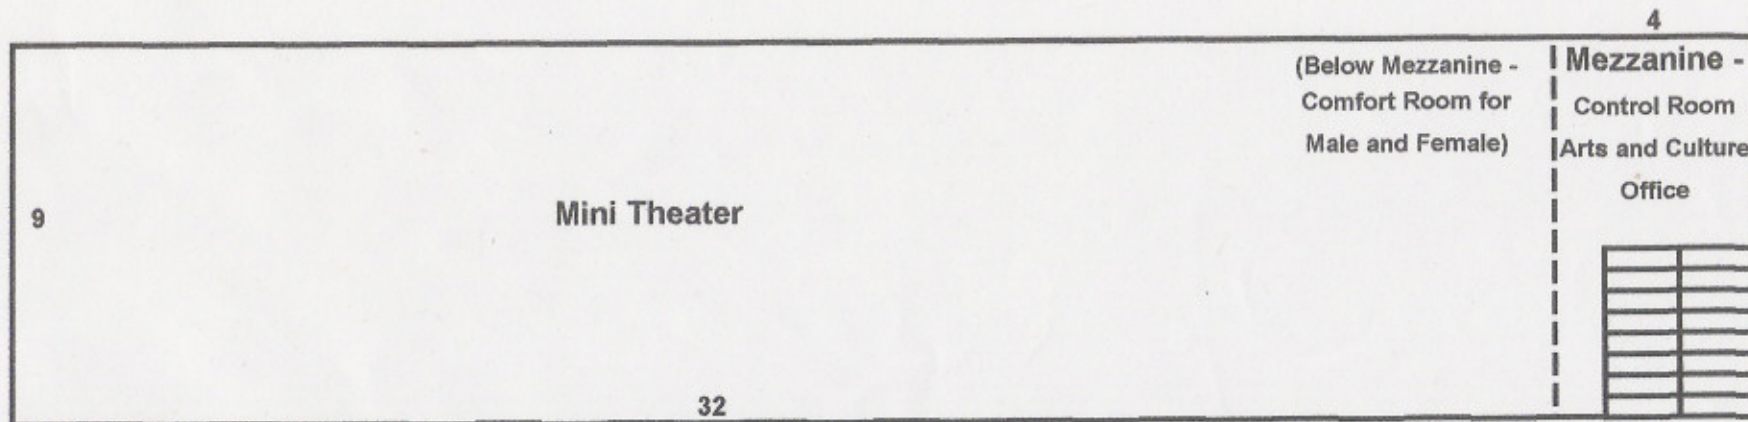 4
(Below Mezzanine -
Comfort Room for
Male and Female)
Mezzanine -
Control Room
Arts and Culture
Office
9
Mini Theater
32